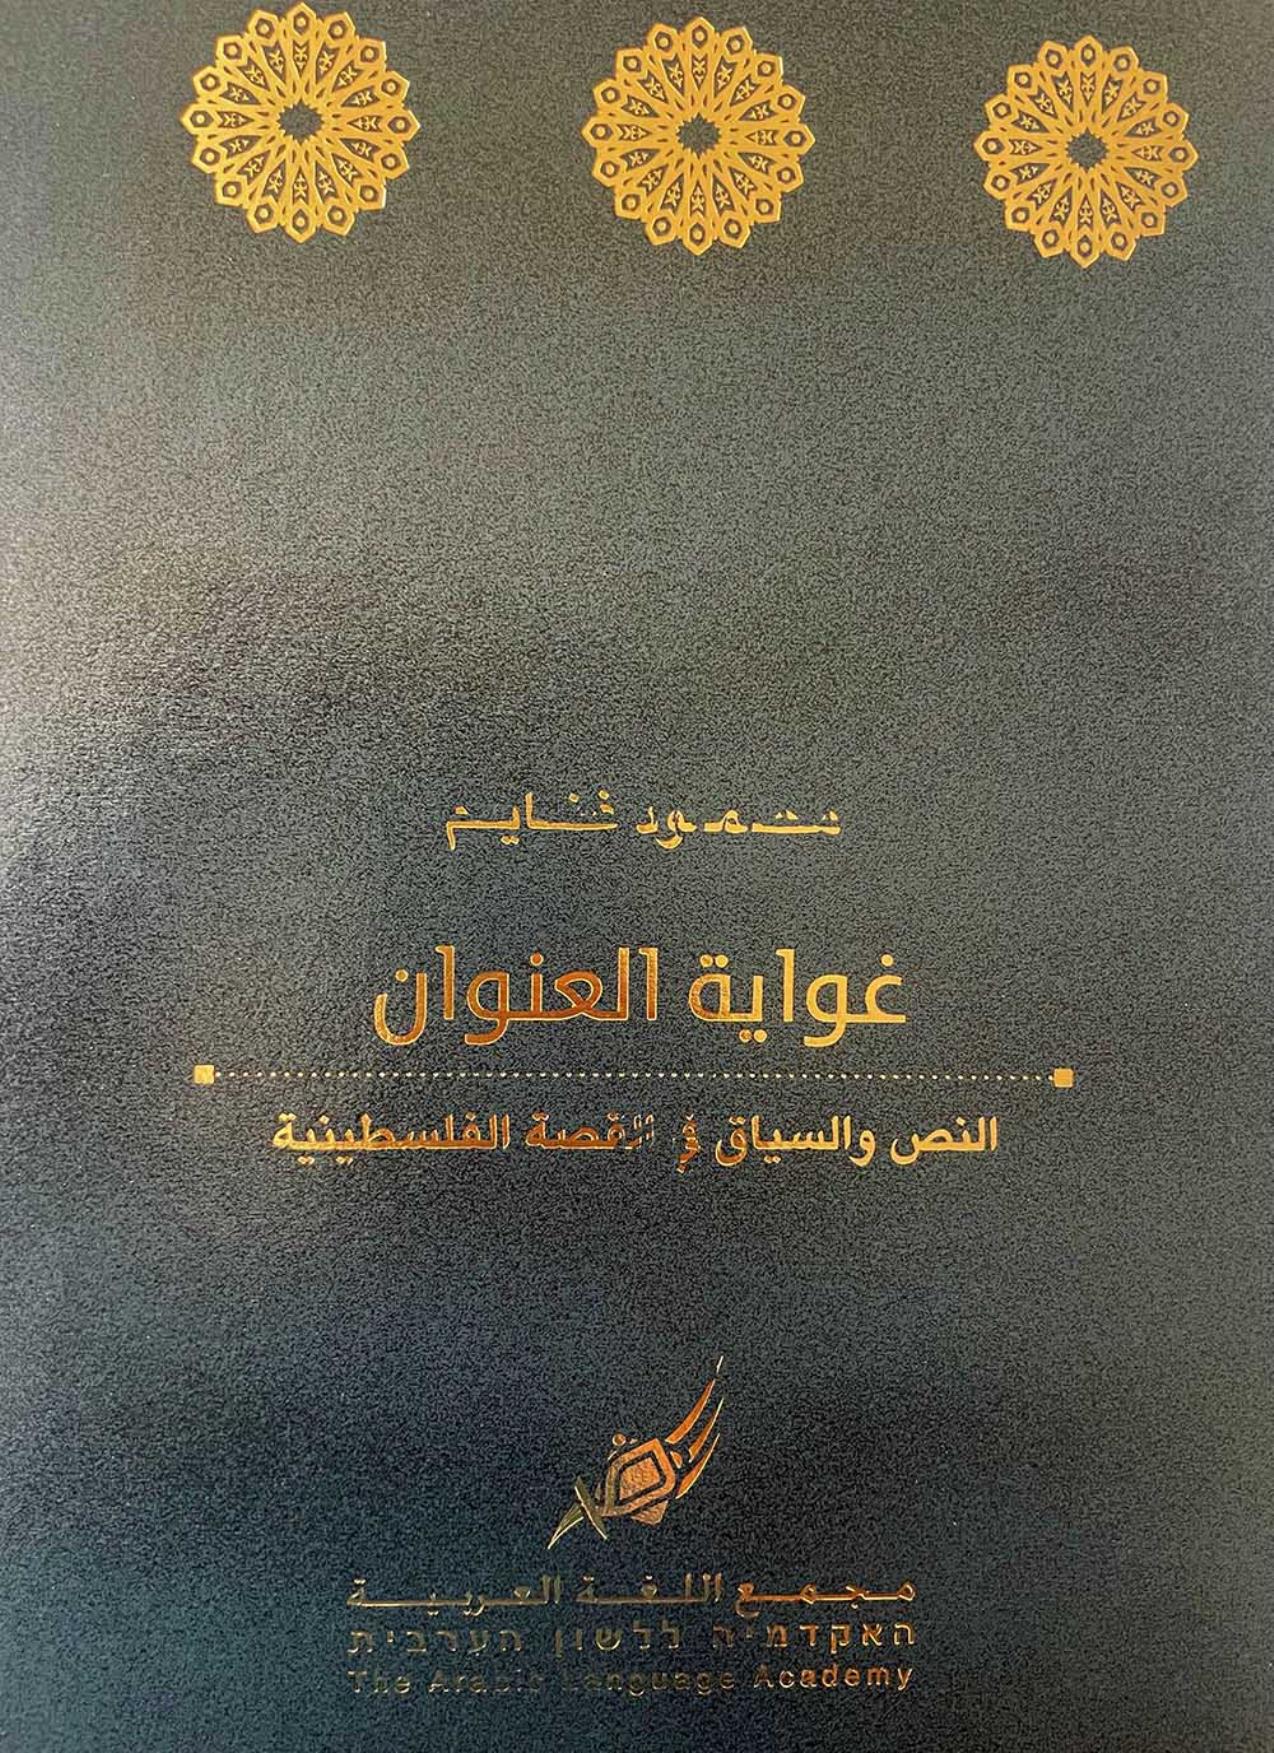 محمود غنايم
غواية العنوان
النص والسياق في القصة الفلسطينية
مجمع اللغة العربية
האקדמיה ללשון הערבית
The Arabic Language Academy